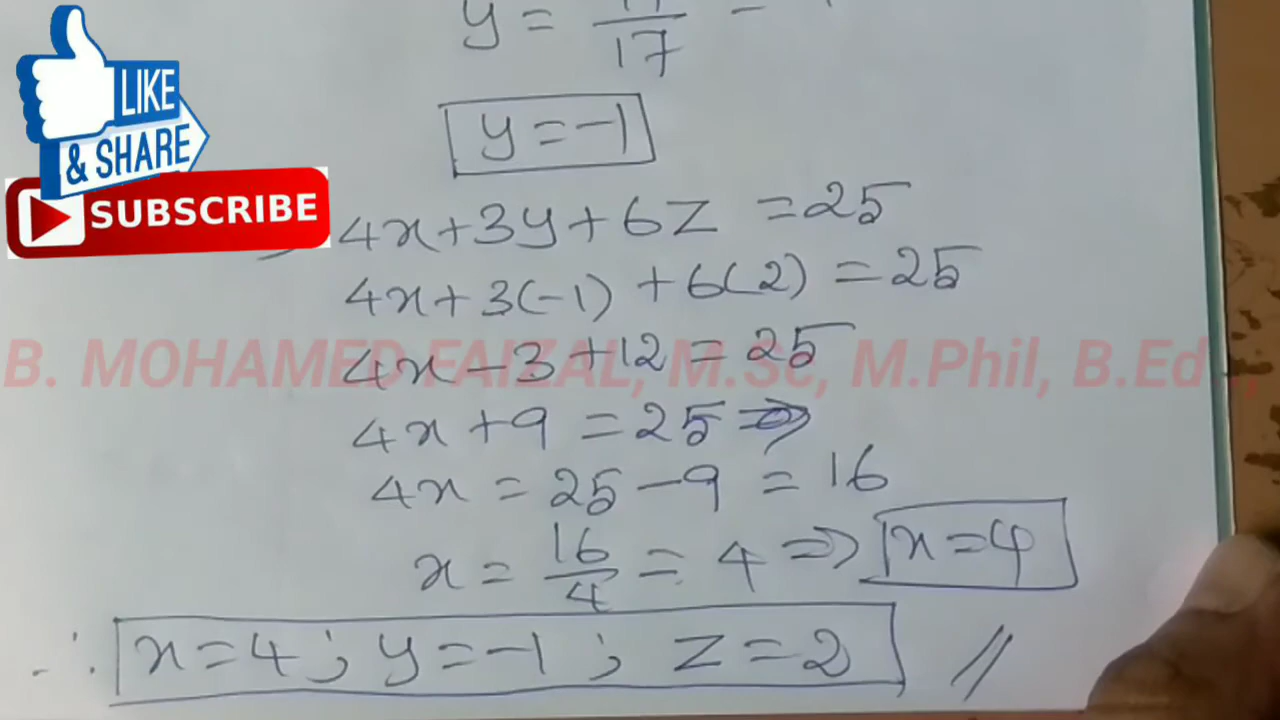 y = 17 -
LIKE
& SHARE
SUBSCRIBE
y = -1
4x + 3y + 6z = 25
4x + 3(-1) + 6(2) = 25
B. MOHAMED FAIZAL, M.Sc, M.Phil, B.Ed .,
4x - 3 + 12 = 25
4x + 9 = 25 ⇒
4x = 25 - 9 = 16
x = 16/4 = 4 ⇒ x = 4
∴ x = 4 ; y = -1 ; z = 2 //